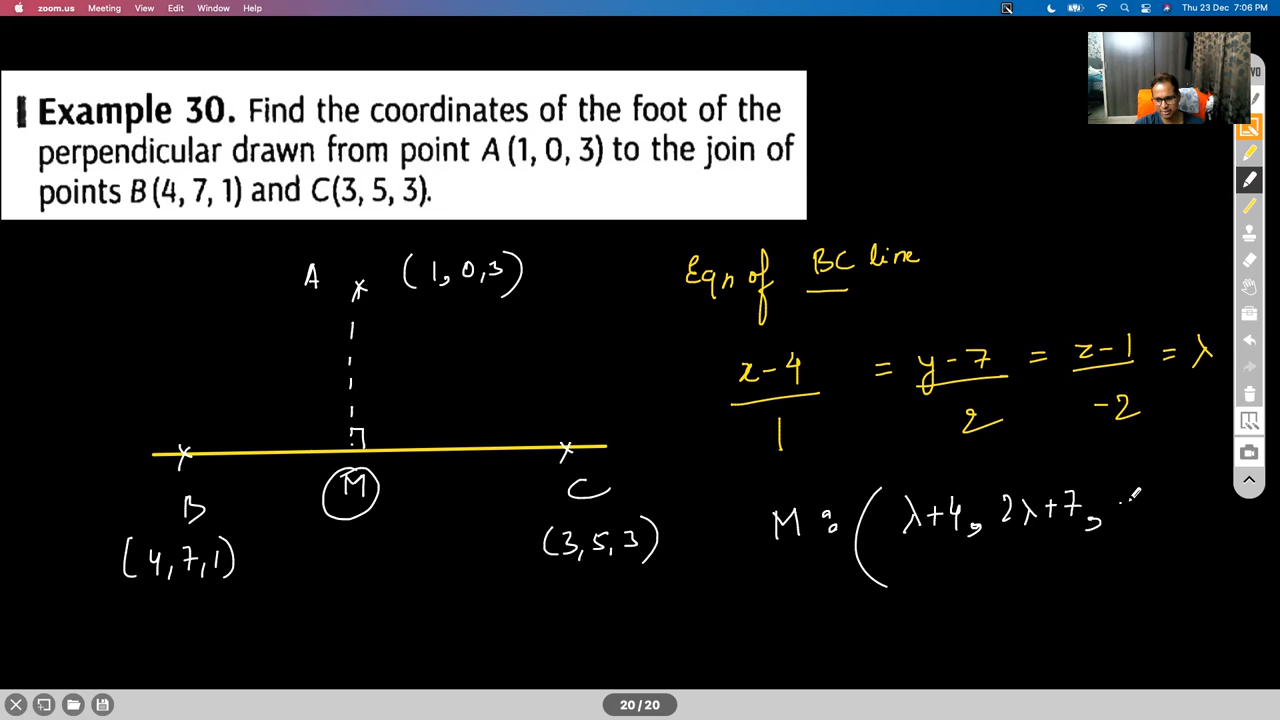 zoom.us Meeting View Edit Window Help Thu 23 Dec 7:06 PM
Example 30. Find the coordinates of the foot of the
perpendicular drawn from point A (1, 0, 3) to the join of
points B (4, 7, 1) and C(3, 5, 3).
A (1, 0, 3)
B
(4, 7, 1)
M
C
(3, 5, 3)
Eqn of BC line
x-4 = y-7 = z-1 = λ
1 2 -2
M : ( λ+4, 2λ+7,
20 / 20